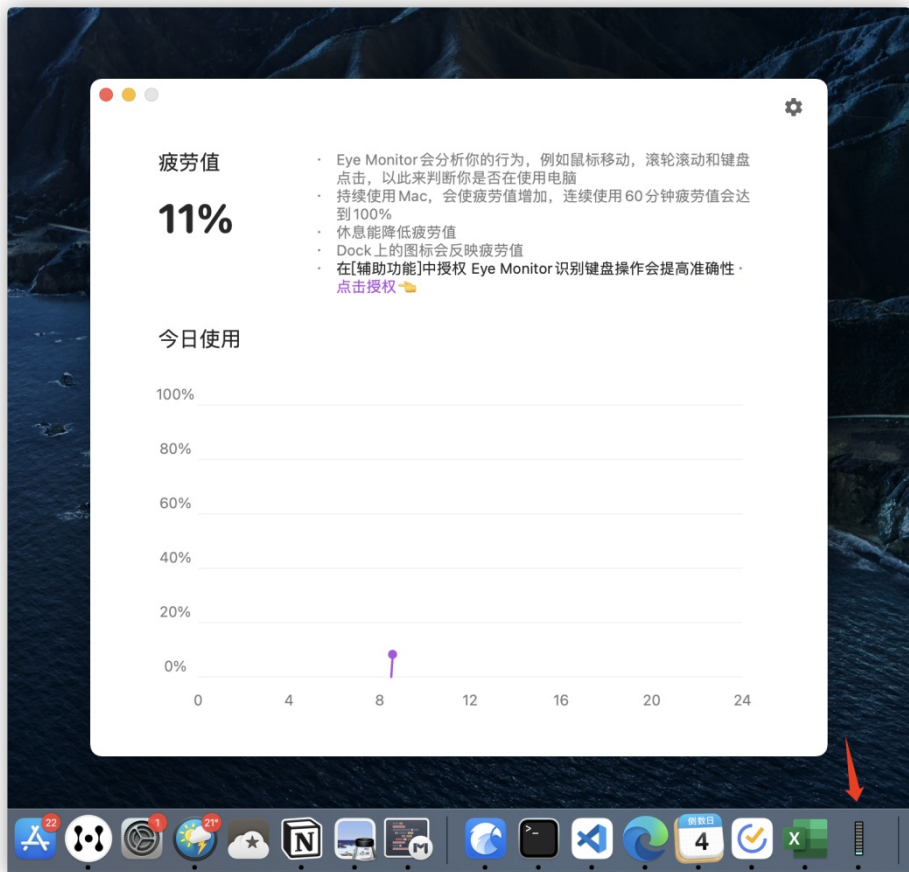 疲劳值
11%
· Eye Monitor会分析你的行为，例如鼠标移动，滚轮滚动和键盘
点击，以此来判断你是否在使用电脑
· 持续使用Mac，会使疲劳值增加，连续使用60分钟疲劳值会达
到100%
· 休息能降低疲劳值
· Dock上的图标会反映疲劳值
· 在[辅助功能]中授权 Eye Monitor识别键盘操作会提高准确性 ·
点击授权👈
今日使用
100%
80%
60%
40%
20%
0%
0 4 8 12 16 20 24
22
1
21°
N
M
>_
倒数日
4
X